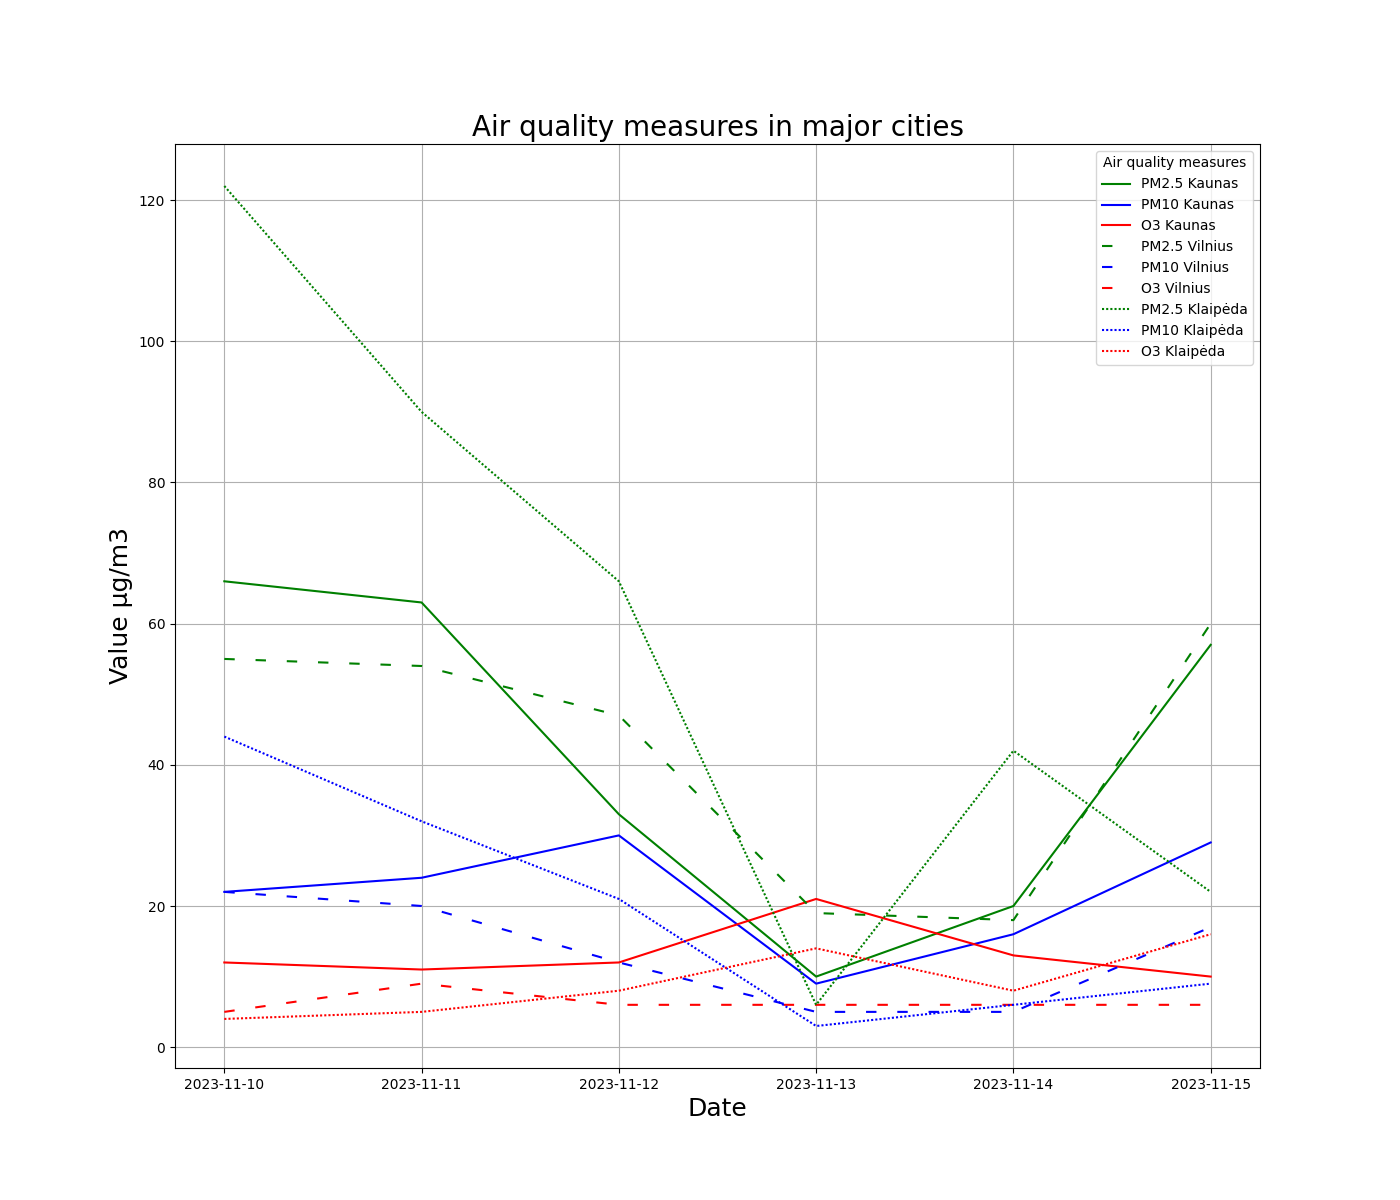 Air quality measures in major cities
Air quality measures
PM2.5 Kaunas
PM10 Kaunas
O3 Kaunas
PM2.5 Vilnius
PM10 Vilnius
O3 Vilnius
PM2.5 Klaipėda
PM10 Klaipėda
O3 Klaipėda
Value µg/m3
120
100
80
60
40
20
0
2023-11-10 2023-11-11 2023-11-12 2023-11-13 2023-11-14 2023-11-15
Date